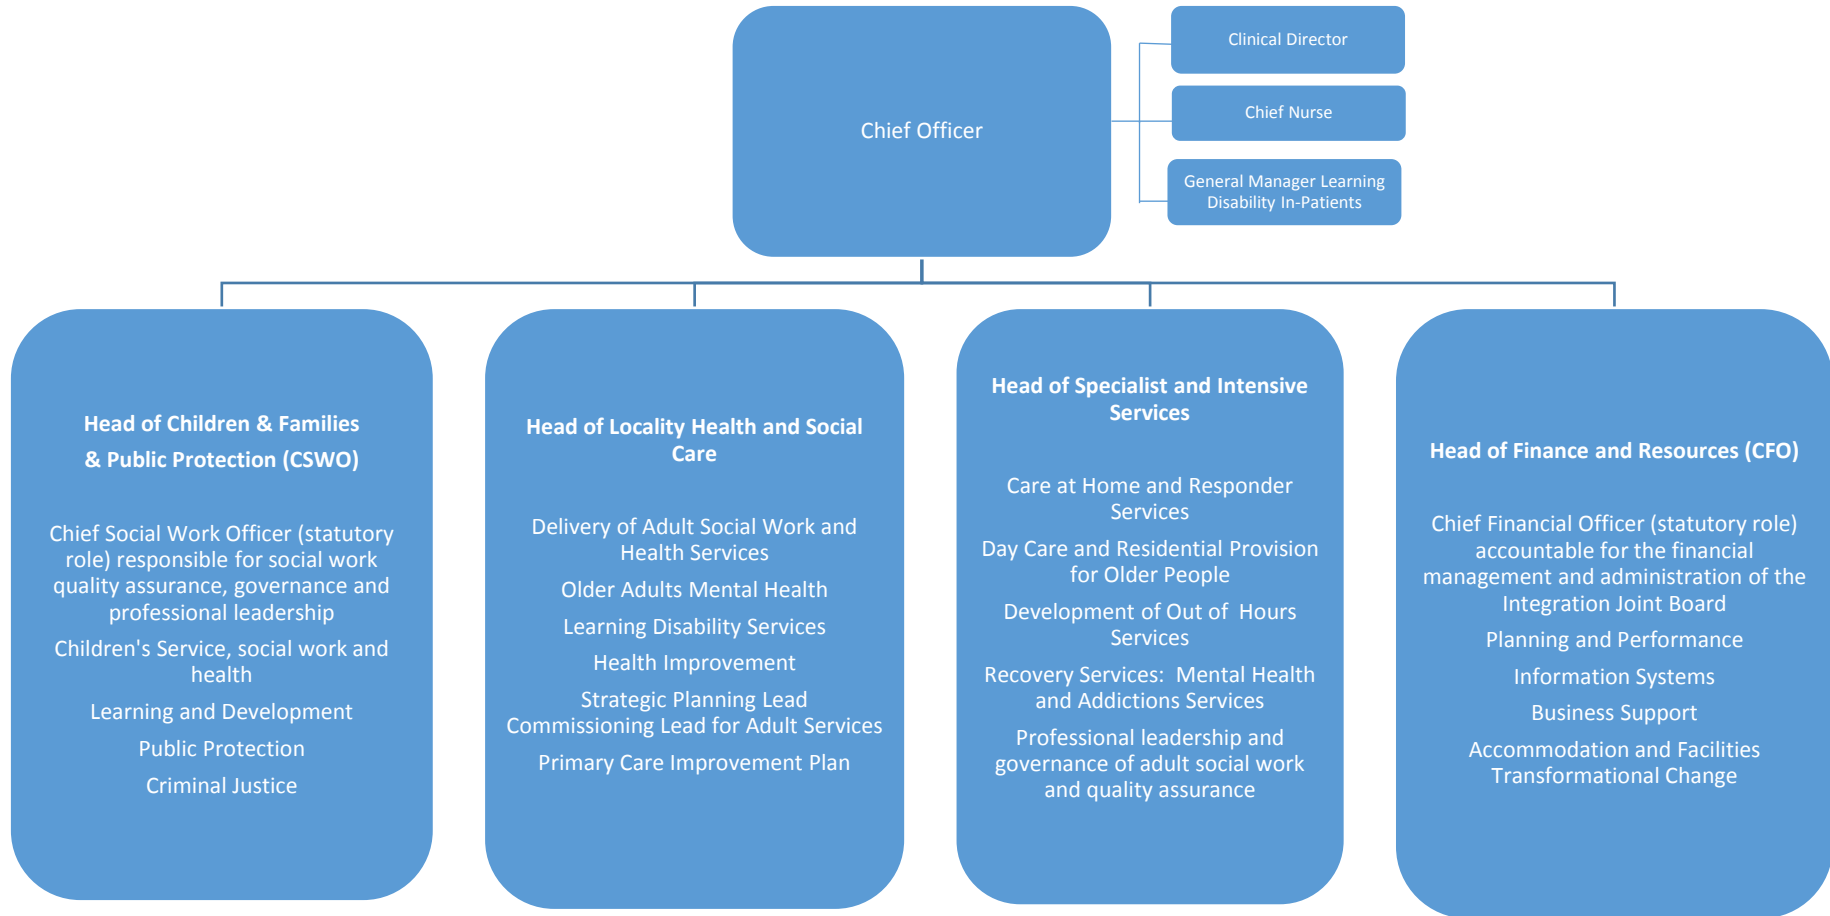 Chief Officer
Clinical Director
Chief Nurse
General Manager Learning
Disability In-Patients
Head of Children & Families
& Public Protection (CSWO)
Chief Social Work Officer (statutory
role) responsible for social work
quality assurance, governance and
professional leadership
Children's Service, social work and
health
Learning and Development
Public Protection
Criminal Justice
Head of Locality Health and Social
Care
Delivery of Adult Social Work and
Health Services
Older Adults Mental Health
Learning Disability Services
Health Improvement
Strategic Planning Lead
Commissioning Lead for Adult Services
Primary Care Improvement Plan
Head of Specialist and Intensive
Services
Care at Home and Responder
Services
Day Care and Residential Provision
for Older People
Development of Out of  Hours
Services
Recovery Services:  Mental Health
and Addictions Services
Professional leadership and
governance of adult social work
and quality assurance
Head of Finance and Resources (CFO)
Chief Financial Officer (statutory role)
accountable for the financial
management and administration of the
Integration Joint Board
Planning and Performance
Information Systems
Business Support
Accommodation and Facilities
Transformational Change